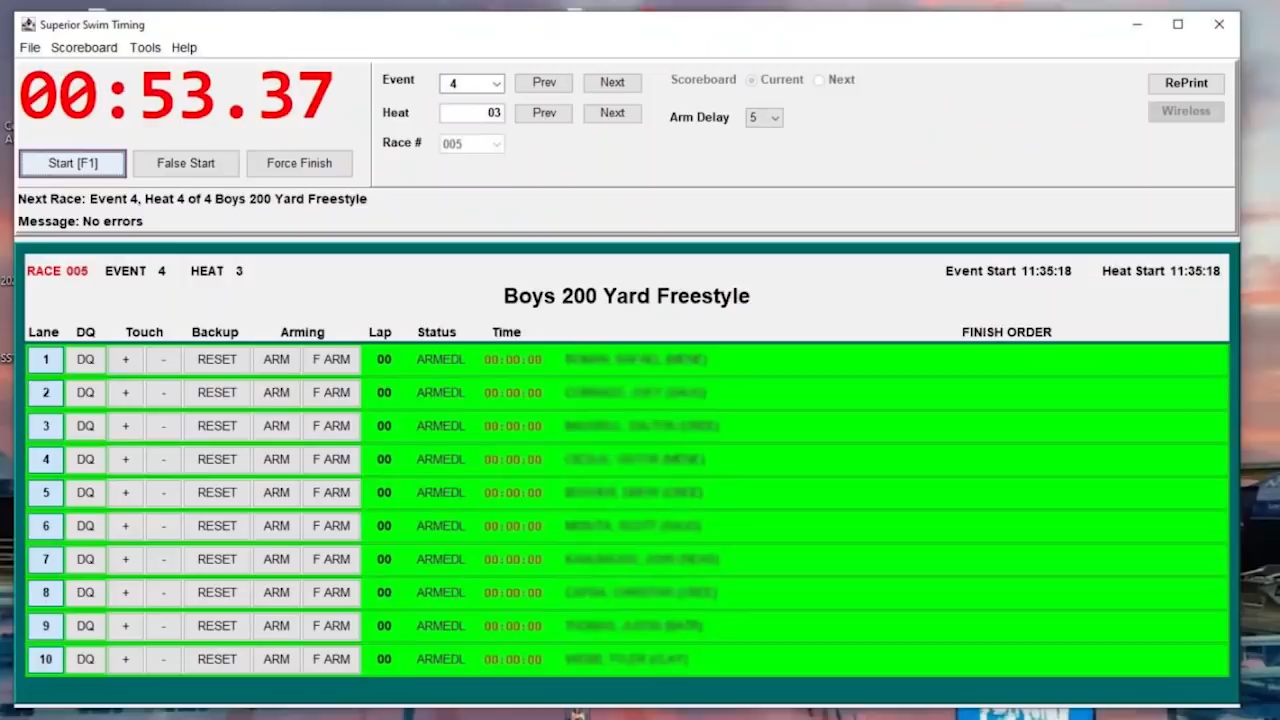 Superior Swim Timing
File Scoreboard Tools Help
00:53.37
Start [F1] False Start Force Finish
Event 4 Prev Next
Heat 03 Prev Next
Race # 005
Scoreboard Current Next
Arm Delay 5
RePrint
Wireless
Next Race: Event 4, Heat 4 of 4 Boys 200 Yard Freestyle
Message: No errors
RACE 005 EVENT 4 HEAT 3 Event Start 11:35:18 Heat Start 11:35:18
Boys 200 Yard Freestyle
Lane DQ Touch Backup Arming Lap Status Time FINISH ORDER
1 DQ + - RESET ARM F ARM 00 ARMEDL 00:00:00
2 DQ + - RESET ARM F ARM 00 ARMEDL 00:00:00
3 DQ + - RESET ARM F ARM 00 ARMEDL 00:00:00
4 DQ + - RESET ARM F ARM 00 ARMEDL 00:00:00
5 DQ + - RESET ARM F ARM 00 ARMEDL 00:00:00
6 DQ + - RESET ARM F ARM 00 ARMEDL 00:00:00
7 DQ + - RESET ARM F ARM 00 ARMEDL 00:00:00
8 DQ + - RESET ARM F ARM 00 ARMEDL 00:00:00
9 DQ + - RESET ARM F ARM 00 ARMEDL 00:00:00
10 DQ + - RESET ARM F ARM 00 ARMEDL 00:00:00